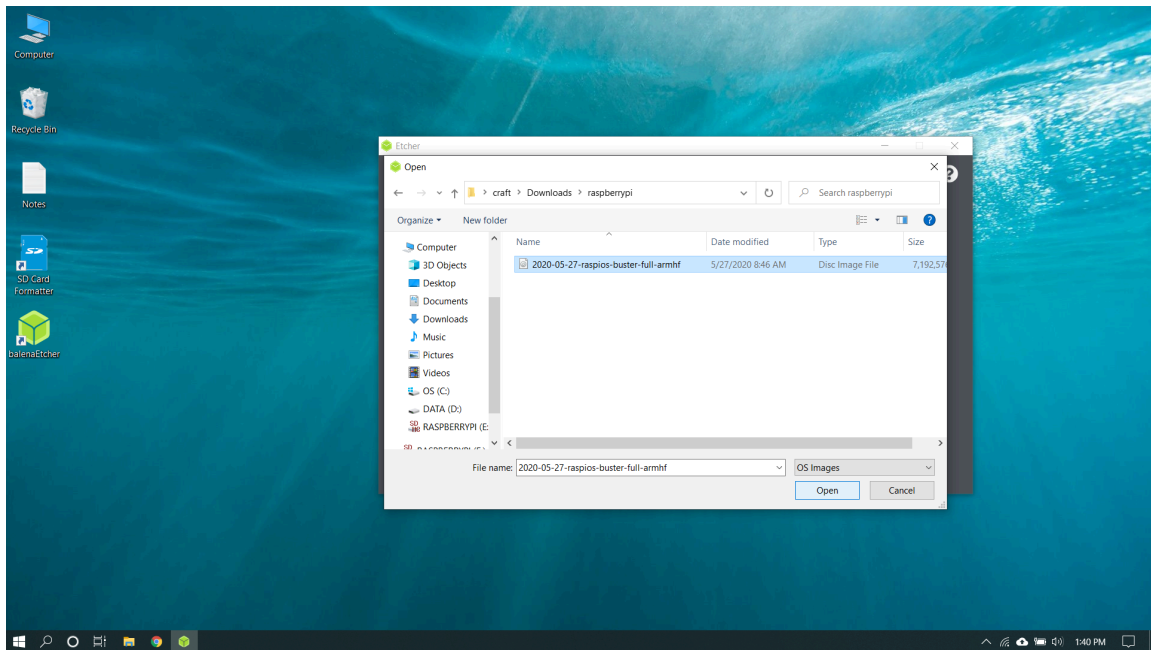 Computer
Recycle Bin
Notes
SD Card
Formatter
balenaEtcher
Etcher
Open
craft > Downloads > raspberrypi
Search raspberrypi
Organize
New folder
Name
Date modified
Type
Size
2020-05-27-raspios-buster-full-armhf
5/27/2020 8:46 AM
Disc Image File
7,192,57
Computer
3D Objects
Desktop
Documents
Downloads
Music
Pictures
Videos
OS (C:)
DATA (D:)
RASPBERRYPI (E:
File name:
2020-05-27-raspios-buster-full-armhf
OS Images
Open
Cancel
1:40 PM